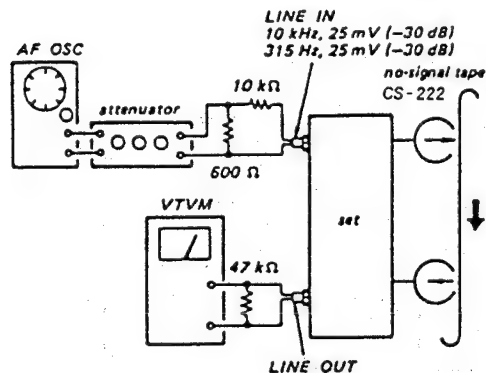 LINE IN
10 kHz, 25 mV (-30 dB)
315 Hz, 25 mV (-30 dB)
AF OSC
attenuator
10 kΩ
no-signal tape
CS-222
600 Ω
set
VTVM
47 kΩ
LINE OUT